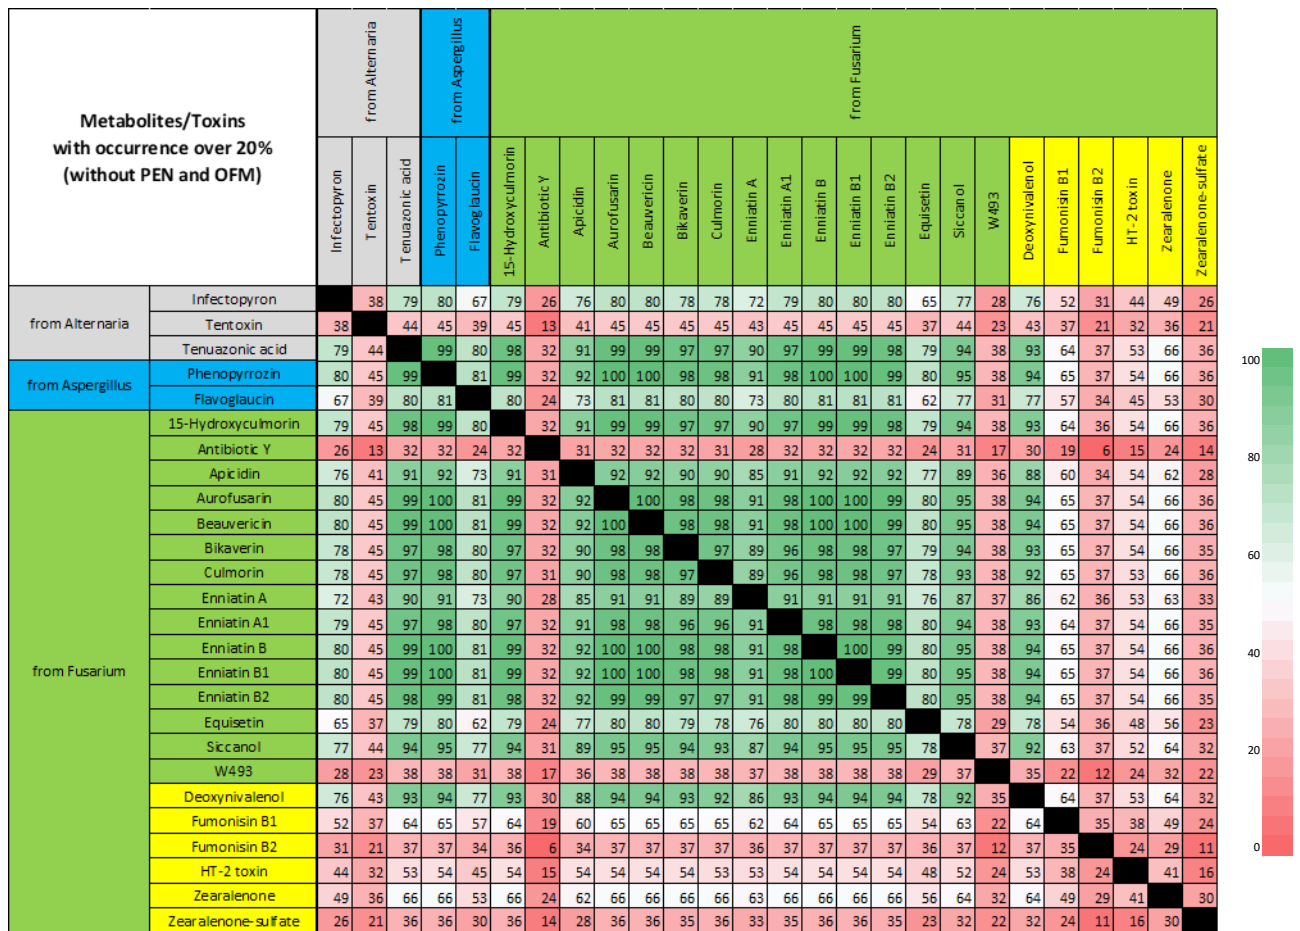 from Alternaria
from Aspergillus
from Fusarium
Metabolites/Toxins
with occurrence over 20%
(without PEN and OFM)
Infectopyron
Tentoxin
Tenuazonic acid
Phenopyrrozin
Flavoglaucin
15-Hydroxyculmorin
Antibiotic Y
Apicidin
Aurofusarin
Beauvericin
Bikaverin
Culmorin
Enniatin A
Enniatin A1
Enniatin B
Enniatin B1
Enniatin B2
Equisetin
Siccanol
W493
Deoxynivalenol
Fumonisin B1
Fumonisin B2
HT-2 toxin
Zearalenone
Zearalenone-sulfate
from Alternaria
Infectopyron 38 79 80 67 79 26 76 80 80 78 78 72 79 80 80 80 65 77 28 76 52 31 44 49 26
Tentoxin 38 44 45 39 45 13 41 45 45 45 45 43 45 45 45 45 37 44 23 43 37 21 32 36 21
Tenuazonic acid 79 44 99 80 98 32 91 99 99 97 97 90 97 99 99 98 79 94 38 93 64 37 53 66 36
from Aspergillus
Phenopyrrozin 80 45 99 81 99 32 92 100 100 98 98 91 98 100 100 99 80 95 38 94 65 37 54 66 36
Flavoglaucin 67 39 80 81 80 24 73 81 81 80 80 73 80 81 81 81 62 77 31 77 57 34 45 53 30
from Fusarium
15-Hydroxyculmorin 79 45 98 99 80 32 91 99 99 97 97 90 97 99 99 98 79 94 38 93 64 36 54 66 36
Antibiotic Y 26 13 32 32 24 32 31 32 32 32 31 28 32 32 32 32 24 31 17 30 19 6 15 24 14
Apicidin 76 41 91 92 73 91 31 92 92 90 90 85 91 92 92 92 77 89 36 88 60 34 54 62 28
Aurofusarin 80 45 99 100 81 99 32 92 100 98 98 91 98 100 100 99 80 95 38 94 65 37 54 66 36
Beauvericin 80 45 99 100 81 99 32 92 100 98 98 91 98 100 100 99 80 95 38 94 65 37 54 66 36
Bikaverin 78 45 97 98 80 97 32 90 98 98 97 89 96 98 98 97 79 94 38 93 65 37 54 66 35
Culmorin 78 45 97 98 80 97 31 90 98 98 97 89 96 98 98 97 78 93 38 92 65 37 53 66 36
Enniatin A 72 43 90 91 73 90 28 85 91 91 89 89 91 91 91 91 76 87 37 86 62 36 53 63 33
Enniatin A1 79 45 97 98 80 97 32 91 98 98 96 96 91 98 98 98 80 94 38 93 64 37 54 66 35
Enniatin B 80 45 99 100 81 99 32 92 100 100 98 98 91 98 100 99 80 95 38 94 65 37 54 66 36
Enniatin B1 80 45 99 100 81 99 32 92 100 100 98 98 91 98 100 99 80 95 38 94 65 37 54 66 36
Enniatin B2 80 45 98 99 81 98 32 92 99 99 97 97 91 98 99 99 80 95 38 94 65 37 54 66 35
Equisetin 65 37 79 80 62 79 24 77 80 80 79 78 76 80 80 80 80 78 29 78 54 36 48 56 23
Siccanol 77 44 94 95 77 94 31 89 95 95 94 93 87 94 95 95 95 78 37 92 63 37 52 64 32
W493 28 23 38 38 31 38 17 36 38 38 38 38 37 38 38 38 38 29 37 35 22 12 24 32 22
Deoxynivalenol 76 43 93 94 77 93 30 88 94 94 93 92 86 93 94 94 94 78 92 35 64 37 53 64 32
Fumonisin B1 52 37 64 65 57 64 19 60 65 65 65 65 62 64 65 65 65 54 63 22 64 35 38 49 24
Fumonisin B2 31 21 37 37 34 36 6 34 37 37 37 37 36 37 37 37 37 36 37 12 37 35 24 29 11
HT-2 toxin 44 32 53 54 45 54 15 54 54 54 54 53 53 54 54 54 54 48 52 24 53 38 24 41 16
Zearalenone 49 36 66 66 53 66 24 62 66 66 66 66 63 66 66 66 66 56 64 32 64 49 29 41 30
Zearalenone-sulfate 26 21 36 36 30 36 14 28 36 36 35 36 33 35 36 36 35 23 32 22 32 24 11 16 30
100
80
60
40
20
0